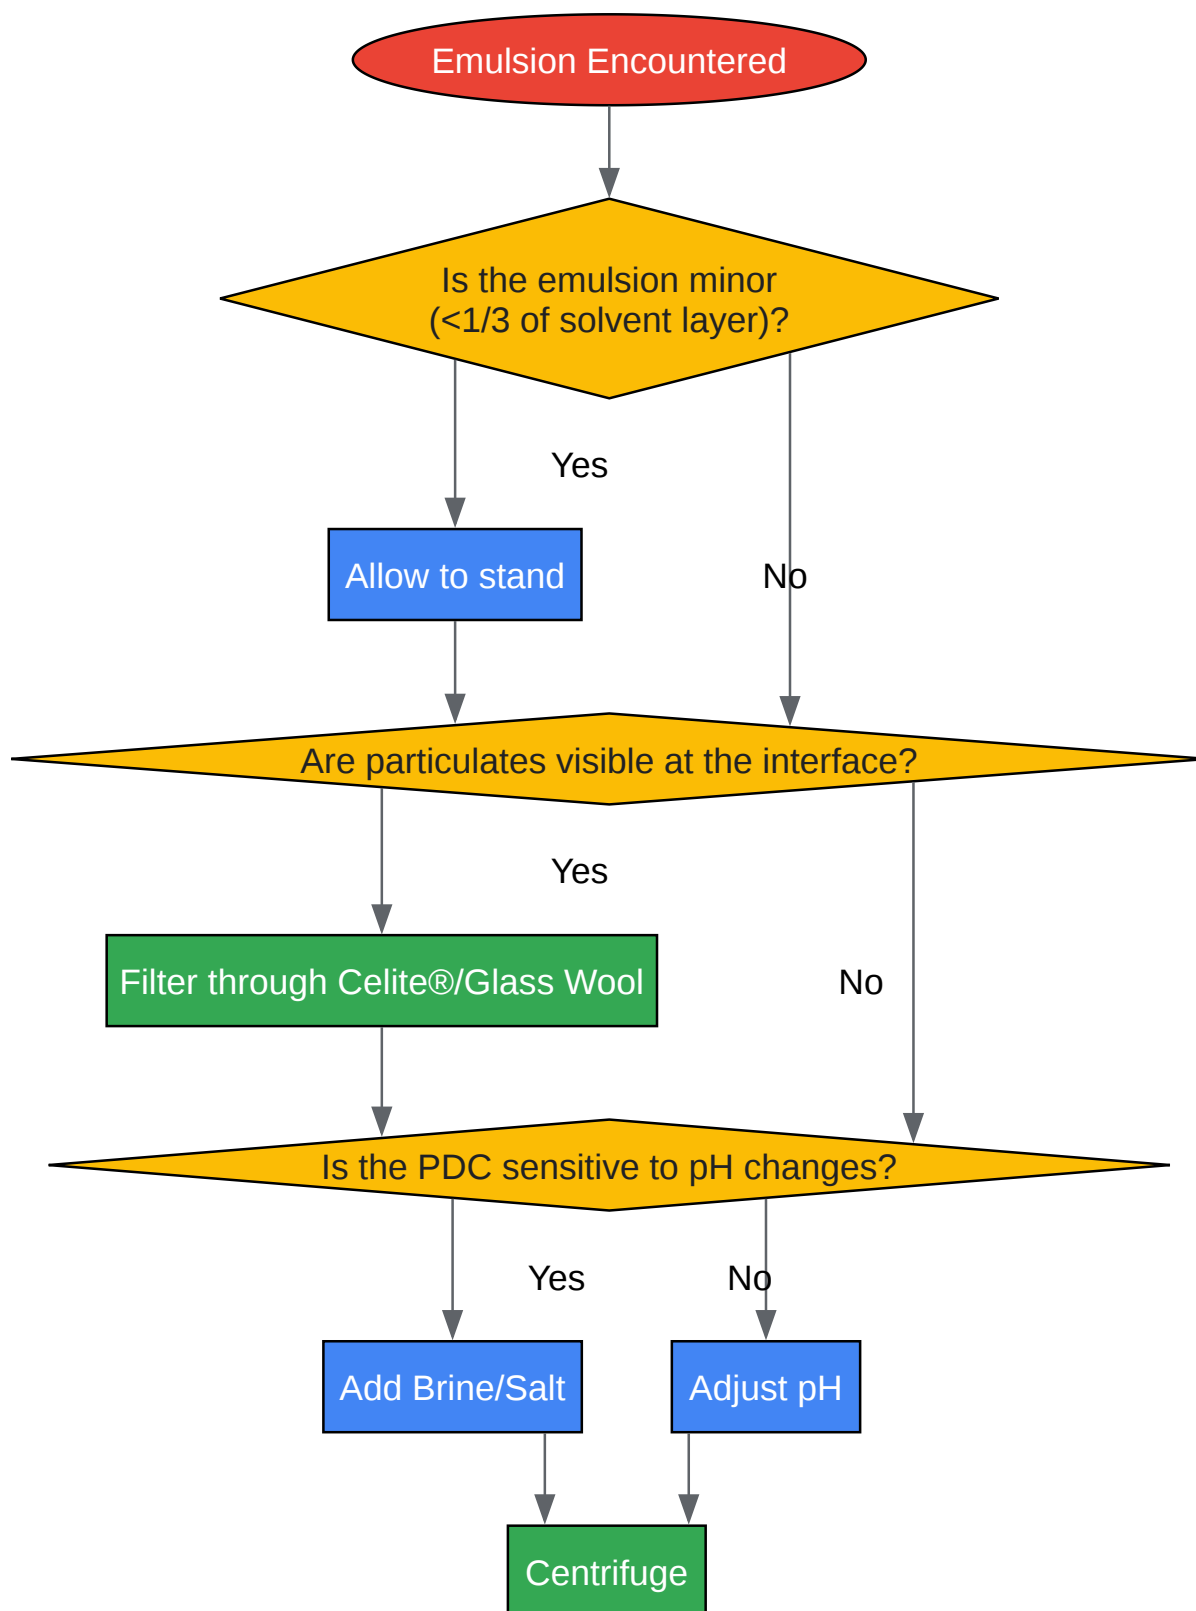 Emulsion Encountered
Is the emulsion minor
(<1/3 of solvent layer)?
Yes
Allow to stand
No
Are particulates visible at the interface?
Yes
Filter through Celite®/Glass Wool
No
Is the PDC sensitive to pH changes?
Yes
No
Add Brine/Salt
Adjust pH
Centrifuge